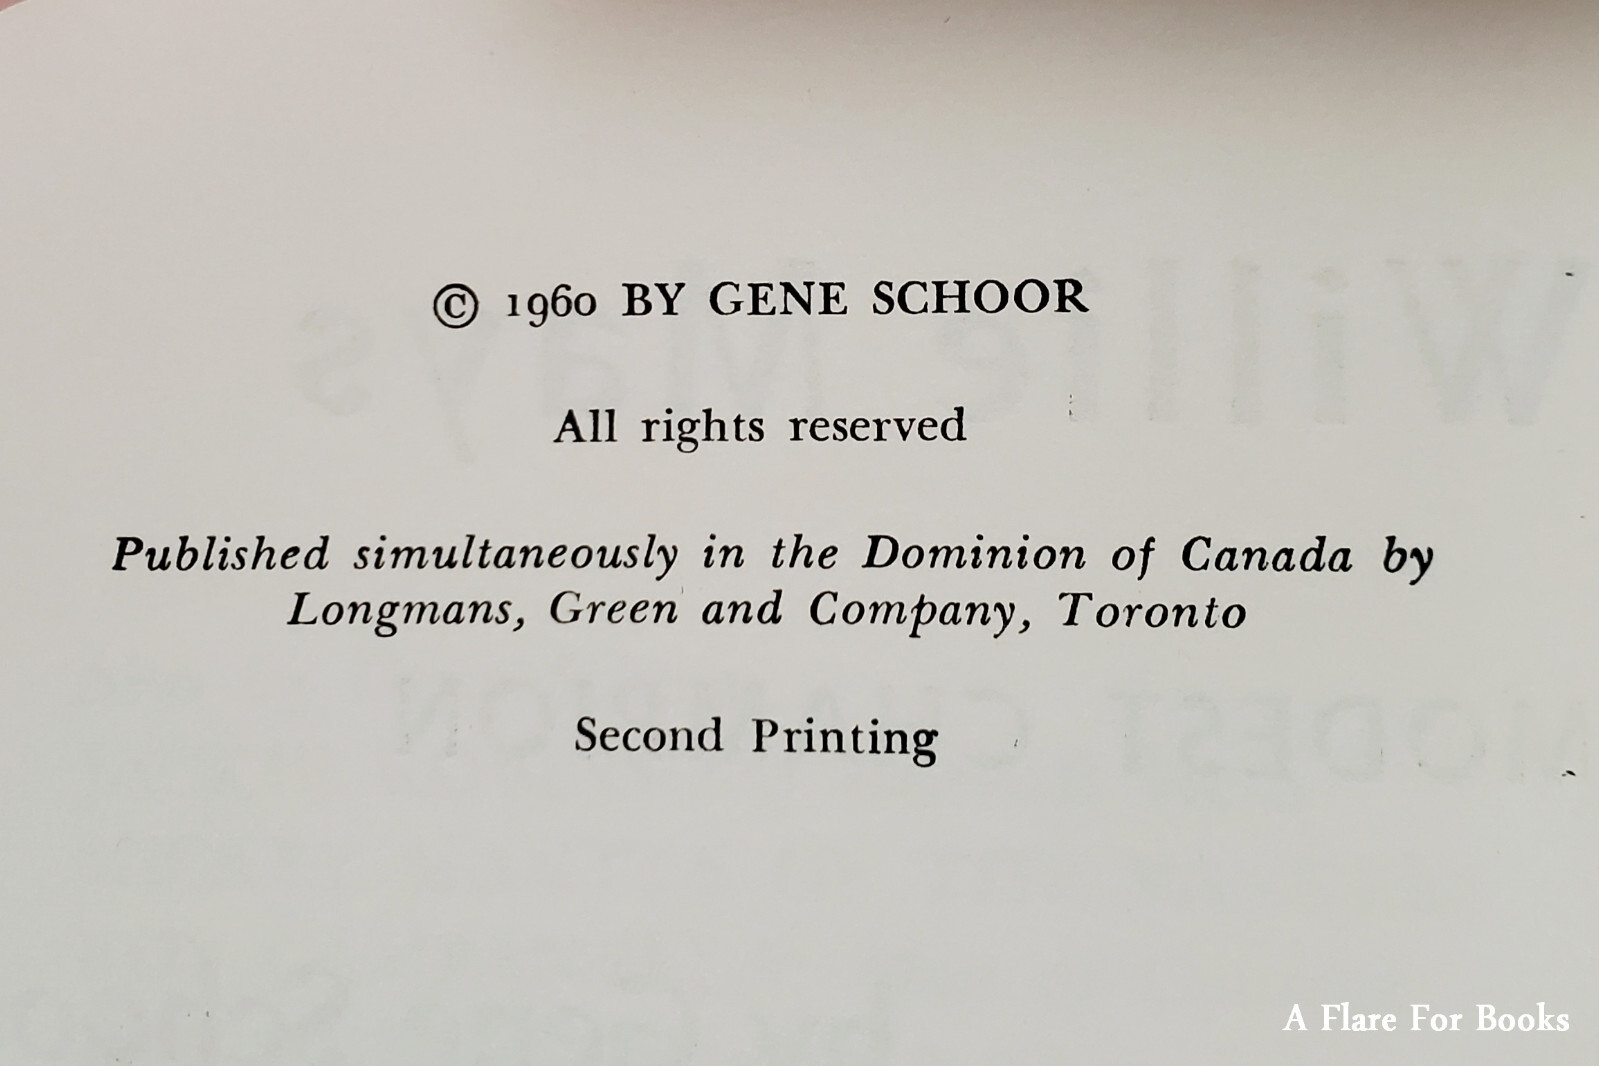 © 1960 BY GENE SCHOOR
All rights reserved
Published simultaneously in the Dominion of Canada by
Longmans, Green and Company, Toronto
Second Printing
A Flare For Books